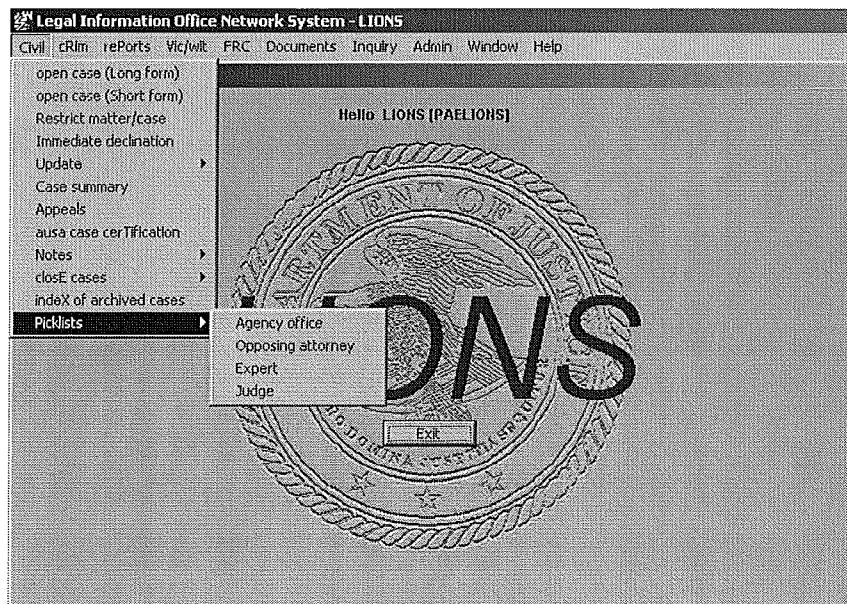 Legal Information Office Network System - LIONS
Civil cRIm rePorts Vic/wit FRC Documents Inquiry Admin Window Help
open case (Long form)
open case (Short form)
Restrict matter/case
Immediate declination
Update
Case summary
Appeals
ausa case cerTification
Notes
closE cases
indeX of archived cases
Picklists
Agency office
Opposing attorney
Expert
Judge
Hello LIONS [PAELIONS]
IONS
Exit